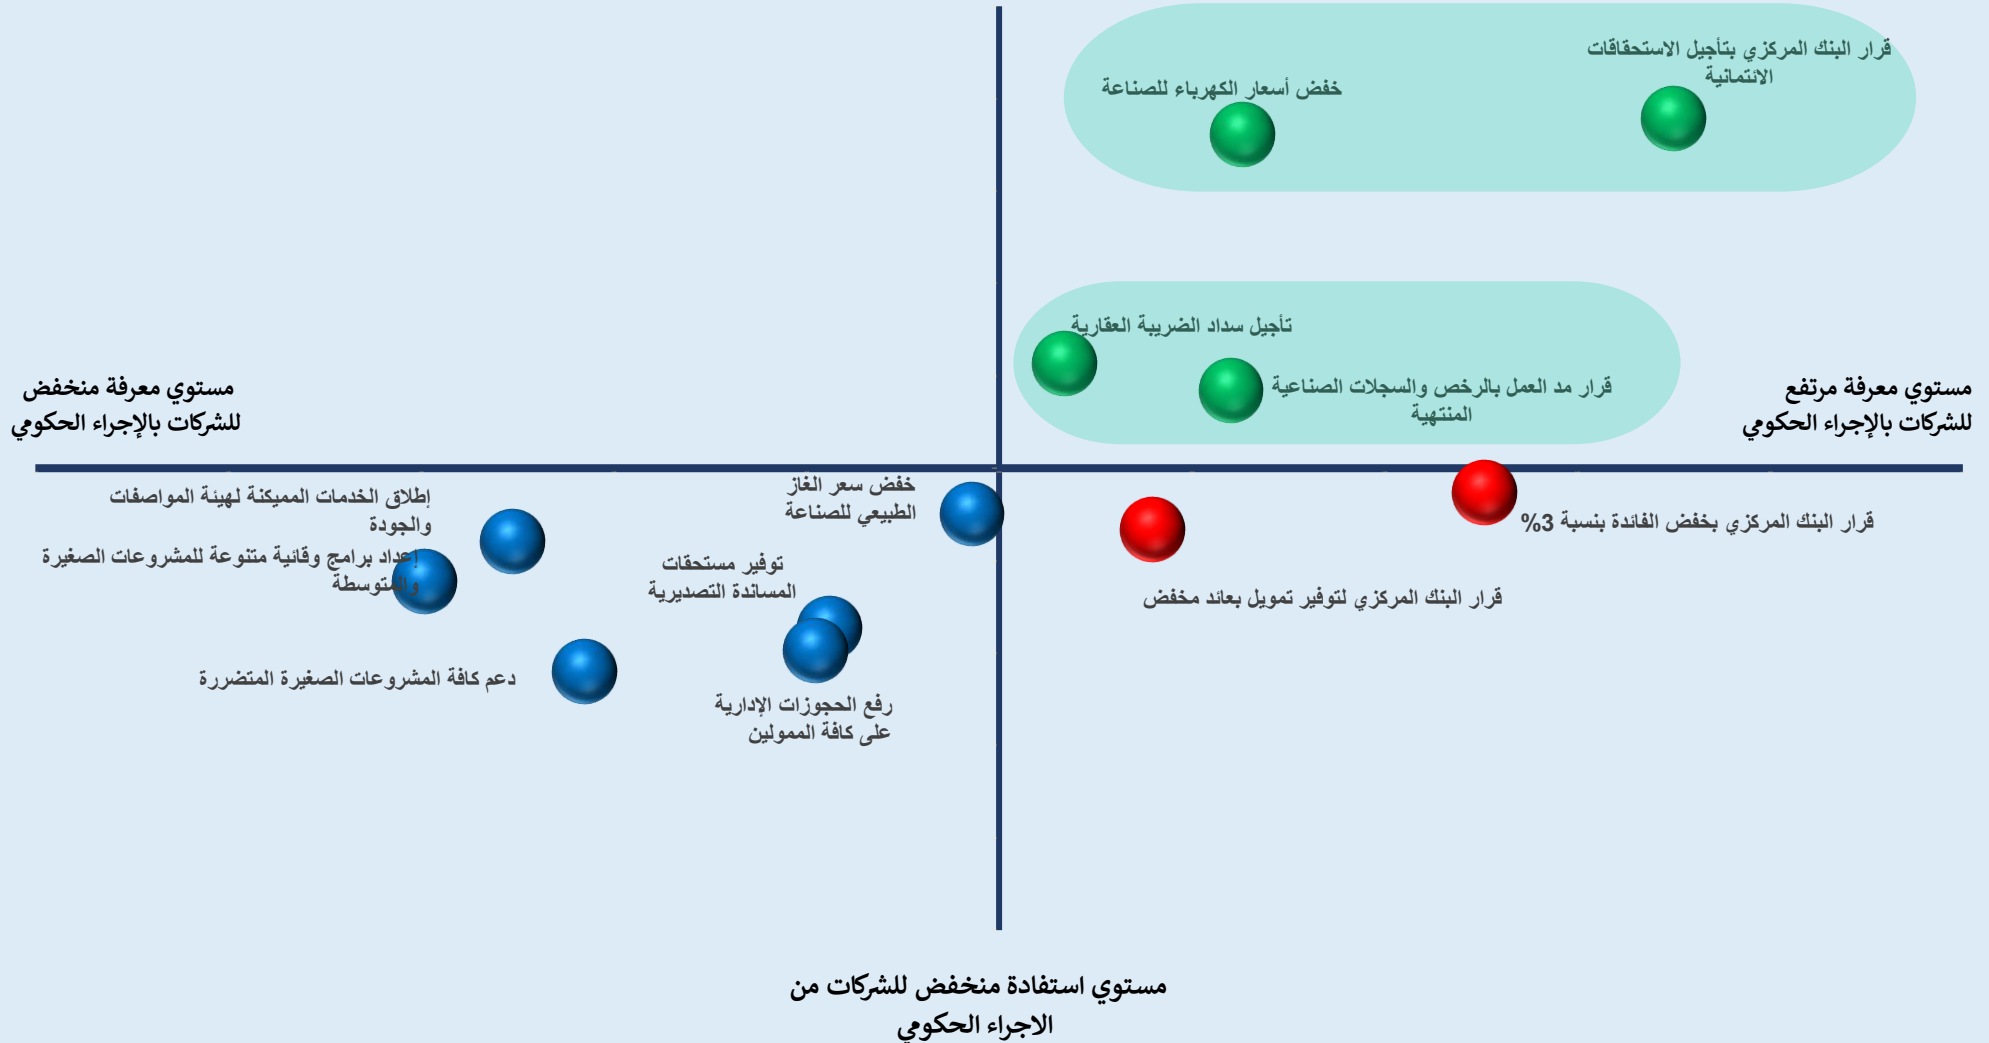 قرار البنك المركزي بتأجيل الاستحقاقات
الائتمانية
خفض أسعار الكهرباء للصناعة
تأجيل سداد الضريبة العقارية
قرار مد العمل بالرخص والسجلات الصناعية
المنتهية
مستوي معرفة مرتفع
للشركات بالإجراء الحكومي
مستوي معرفة منخفض
للشركات بالإجراء الحكومي
خفض سعر الغاز
الطبيعي للصناعة
إطلاق الخدمات المميكنة لهيئة المواصفات
والجودة
إعداد برامج وقائية متنوعة للمشروعات الصغيرة
والمتوسطة
قرار البنك المركزي بخفض الفائدة بنسبة 3%
توفير مستحقات
المساندة التصديرية
قرار البنك المركزي لتوفير تمويل بعائد مخفض
دعم كافة المشروعات الصغيرة المتضررة
رفع الحجوزات الإدارية
على كافة الممولين
مستوي استفادة منخفض للشركات من
الاجراء الحكومي